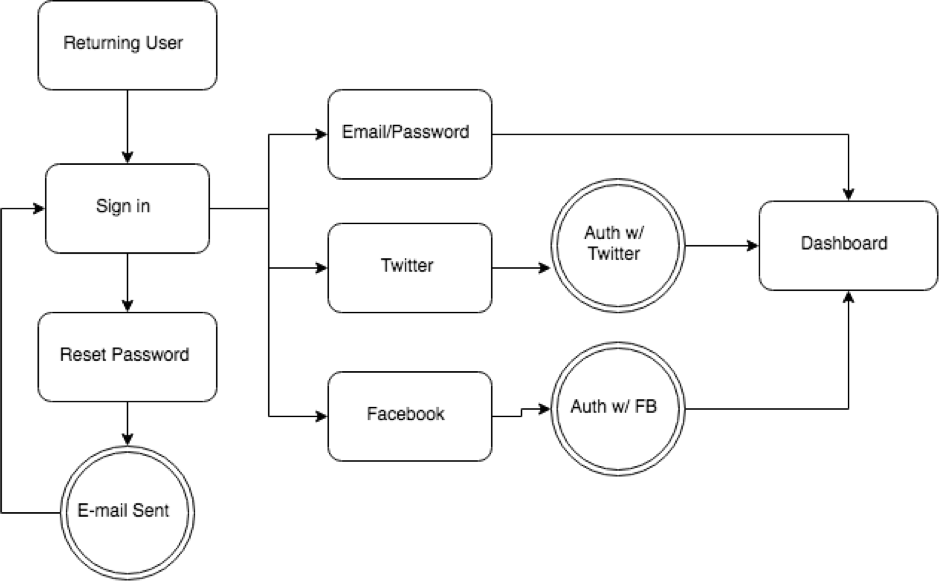 Returning User
Email/Password
Sign in
Auth w/
Twitter
Dashboard
Twitter
Reset Password
Auth w/ FB
Facebook
E-mail Sent